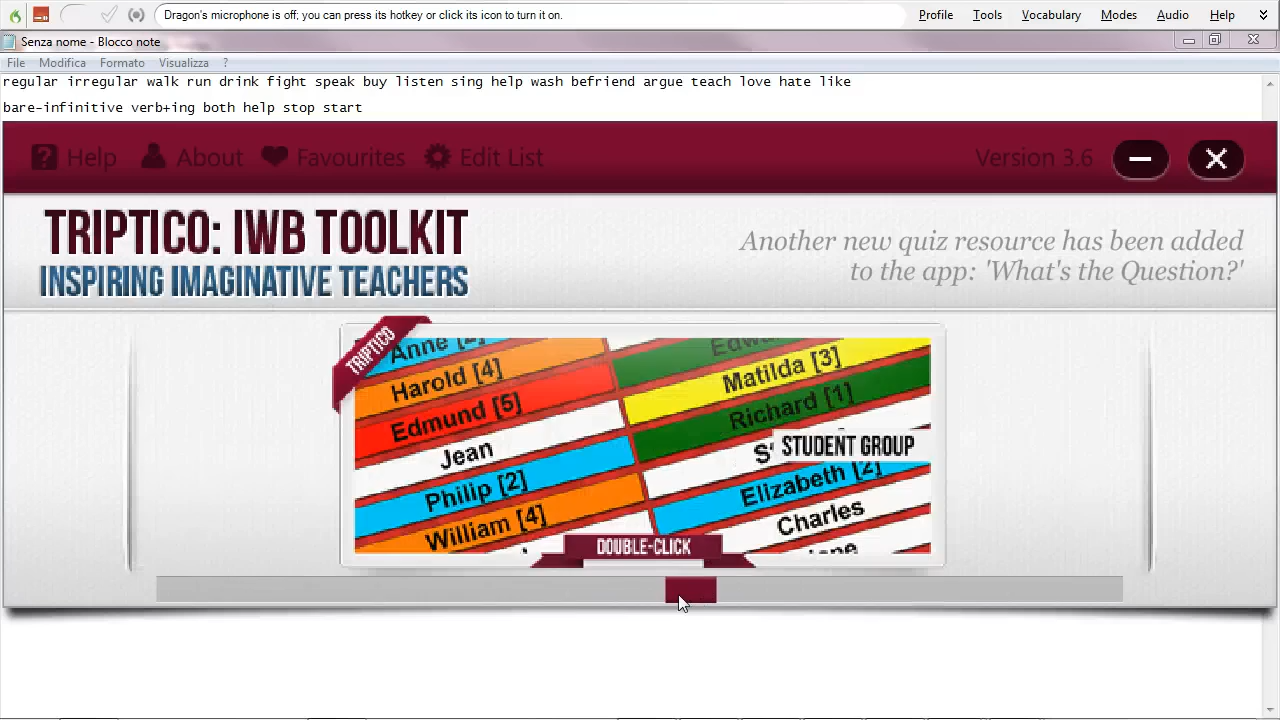 Dragon's microphone is off; you can press its hotkey or click its icon to turn it on.
Profile Tools Vocabulary Modes Audio Help
Senza nome - Blocco note
File Modifica Formato Visualizza ?
regular irregular walk run drink fight speak buy listen sing help wash befriend argue teach love hate like
bare-infinitive verb+ing both help stop start
Help About Favourites Edit List Version 3.6
TRIPTICO: IWB TOOLKIT
INSPIRING IMAGINATIVE TEACHERS
Another new quiz resource has been added
to the app: 'What's the Question?'
TRIPTICO
Anne [2]
Harold [4]
Edmund [5]
Jean
Philip [2]
William [4]
Matilda [3]
Richard [1]
STUDENT GROUP
Elizabeth [2]
Charles
DOUBLE-CLICK